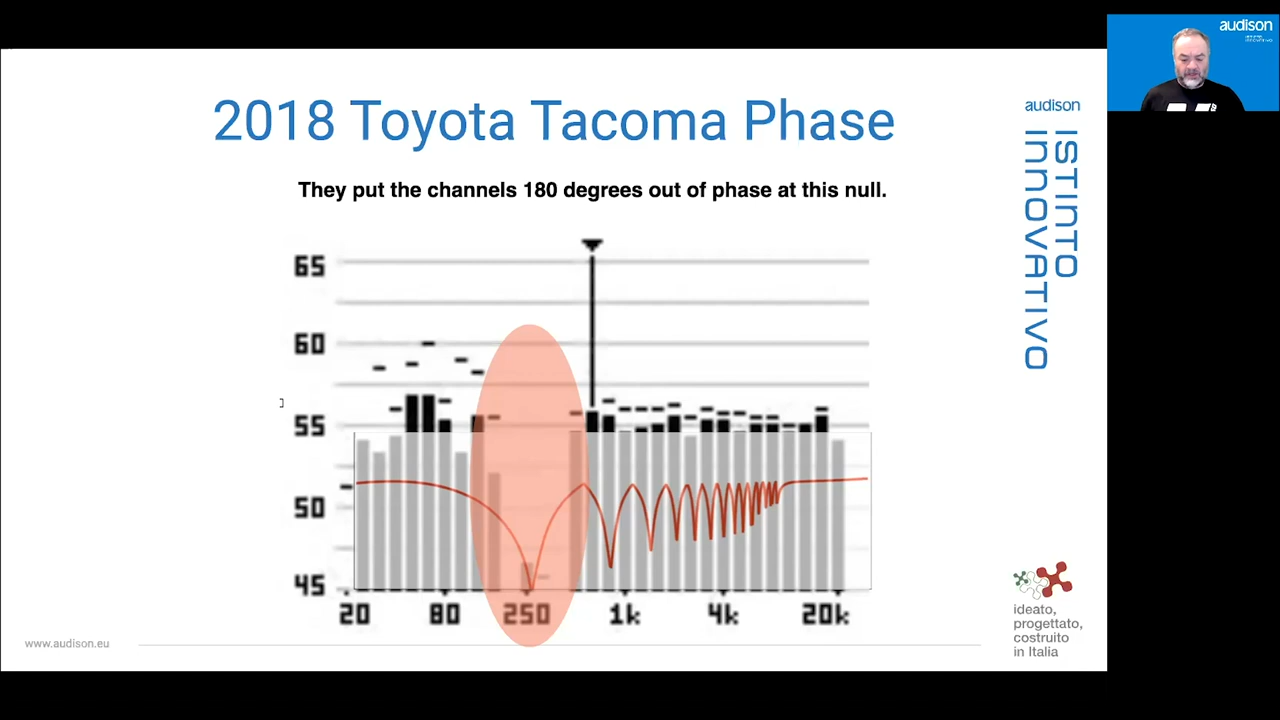 2018 Toyota Tacoma Phase
They put the channels 180 degrees out of phase at this null.
65
60
55
50
45
20 80 250 1k 4k 20k
www.audison.eu
audison
ISTINTO
INNOVATIVO
ideato,
progettato,
costruito
in Italia
audison